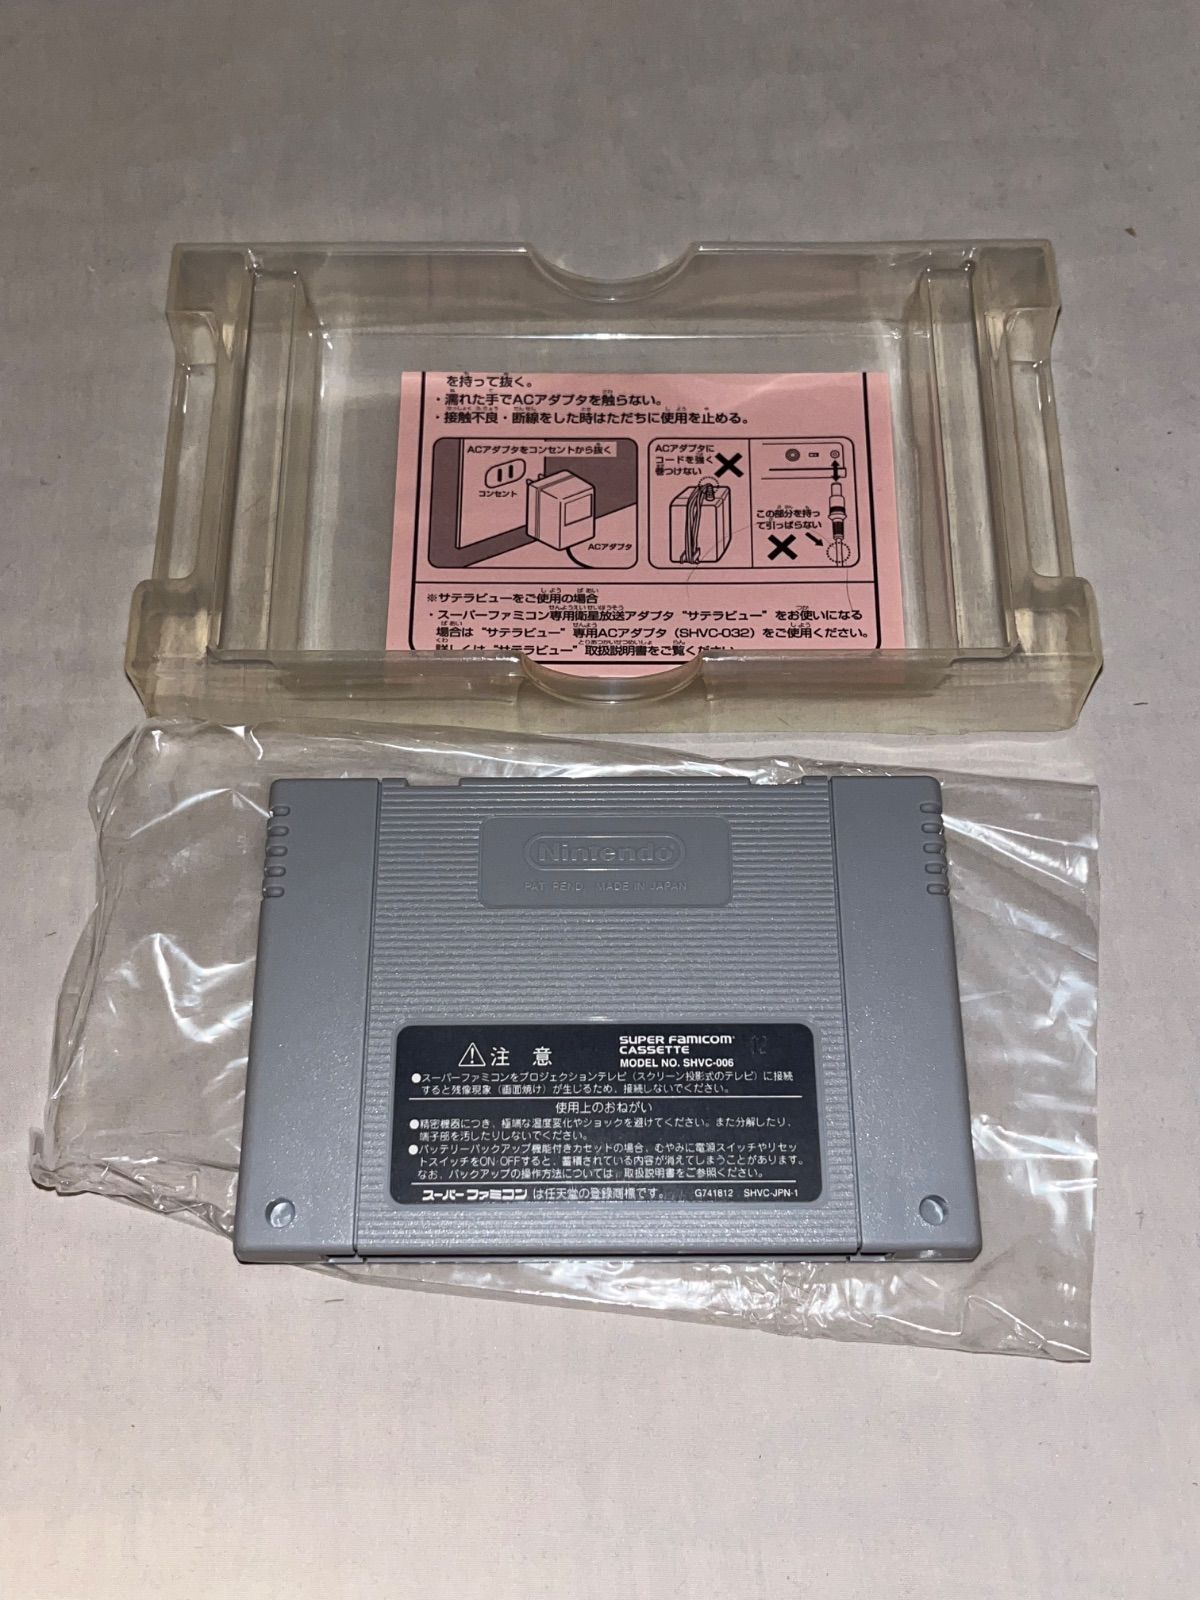 を持って抜く。
・濡れた手でACアダプタを触らない。
・接触不良・断線をした時はただちに使用を止める。
ACアダプタをコンセントから抜く
コンセント
ACアダプタ
ACアダプタに
コードを強く
巻つけない
この部分を持っ
て引っぱらない
※サテラビューをご使用の場合
・スーパーファミコン専用衛星放送アダプタ“サテラビュー”をお使いになる
場合は“サテラビュー”専用ACアダプタ(SHVC-032)をご使用ください。
詳しくは“サテラビュー”取扱説明書をご覧ください
Nintendo
PAT. PEND. MADE IN JAPAN
注意
SUPER FAMICOM
CASSETTE
MODEL NO. SHVC-006
12
●スーパーファミコンをプロジェクションテレビ(スクリーン投影式のテレビ)に接続
すると残像現象(画面焼け)が生じるため、接続しないでください。
使用上のおねがい
●精密機器につき、極端な温度変化やショックを避けてください。また分解したり、
端子部を汚したりしないでください。
●バッテリーバックアップ機能付きカセットの場合、むやみに電源スイッチやリセッ
トスイッチをON・OFFすると、蓄積されている内容が消えてしまうことがあります。
なお、バックアップの操作方法については、取扱説明書をご参照ください。
スーパーファミコンは任天堂の登録商標です。
G741812 SHVC-JPN-1